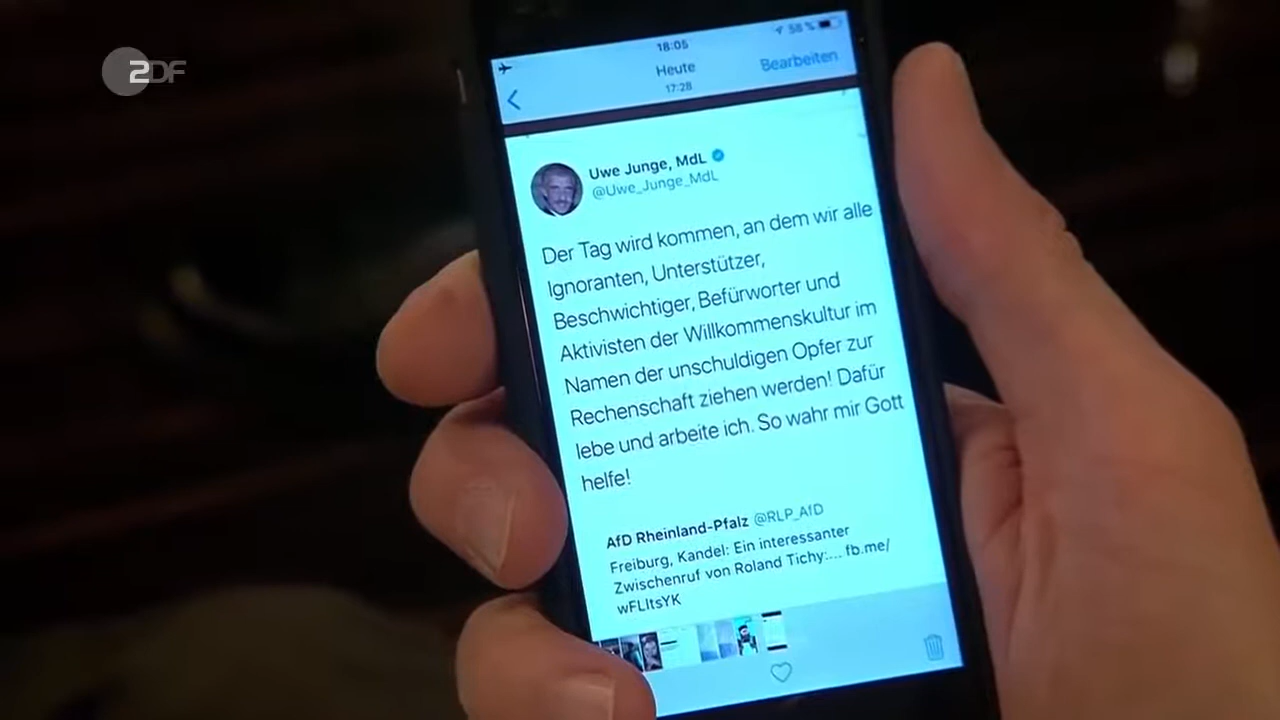 ZDF
18:05
58 %
Heute
Bearbeiten
17:28
Uwe Junge, MdL
@Uwe_Junge_MdL
Der Tag wird kommen, an dem wir alle
Ignoranten, Unterstützer,
Beschwichtiger, Befürworter und
Aktivisten der Willkommenskultur im
Namen der unschuldigen Opfer zur
Rechenschaft ziehen werden! Dafür
lebe und arbeite ich. So wahr mir Gott
helfe!
AfD Rheinland-Pfalz @RLP_AfD
Freiburg, Kandel: Ein interessanter
Zwischenruf von Roland Tichy:... fb.me/
wFLItsYK